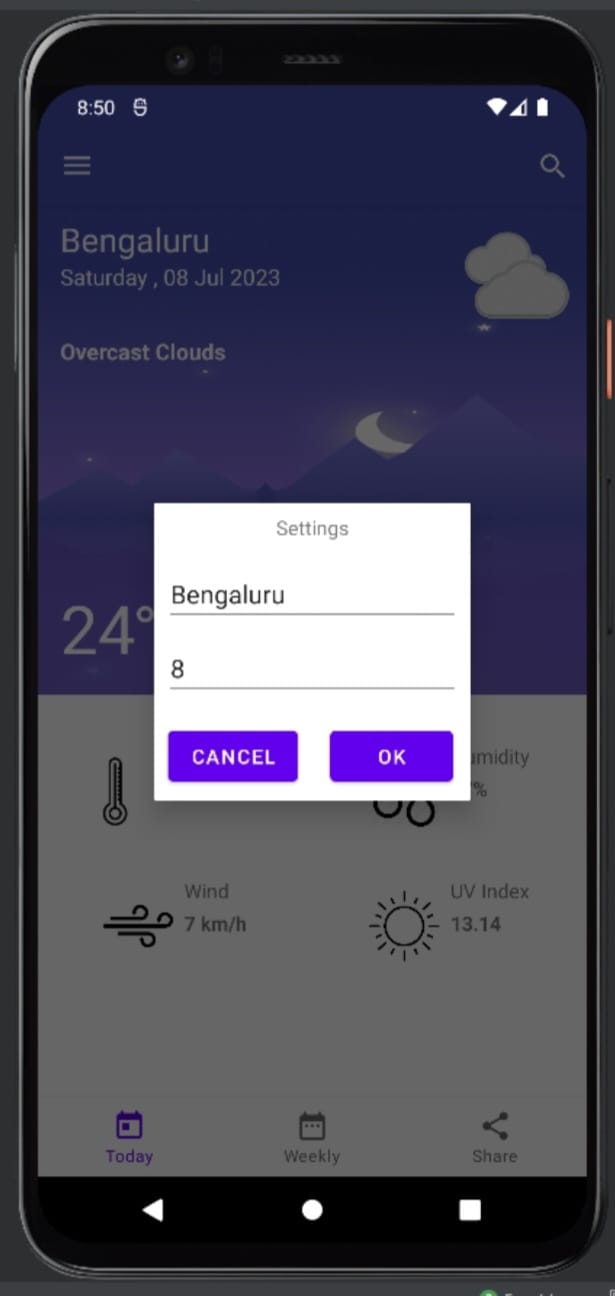 8:50
Bengaluru
Saturday , 08 Jul 2023
Overcast Clouds
Settings
Bengaluru
24°
8
CANCEL
OK
%
Wind
7 km/h
UV Index
13.14
Today
Weekly
Share